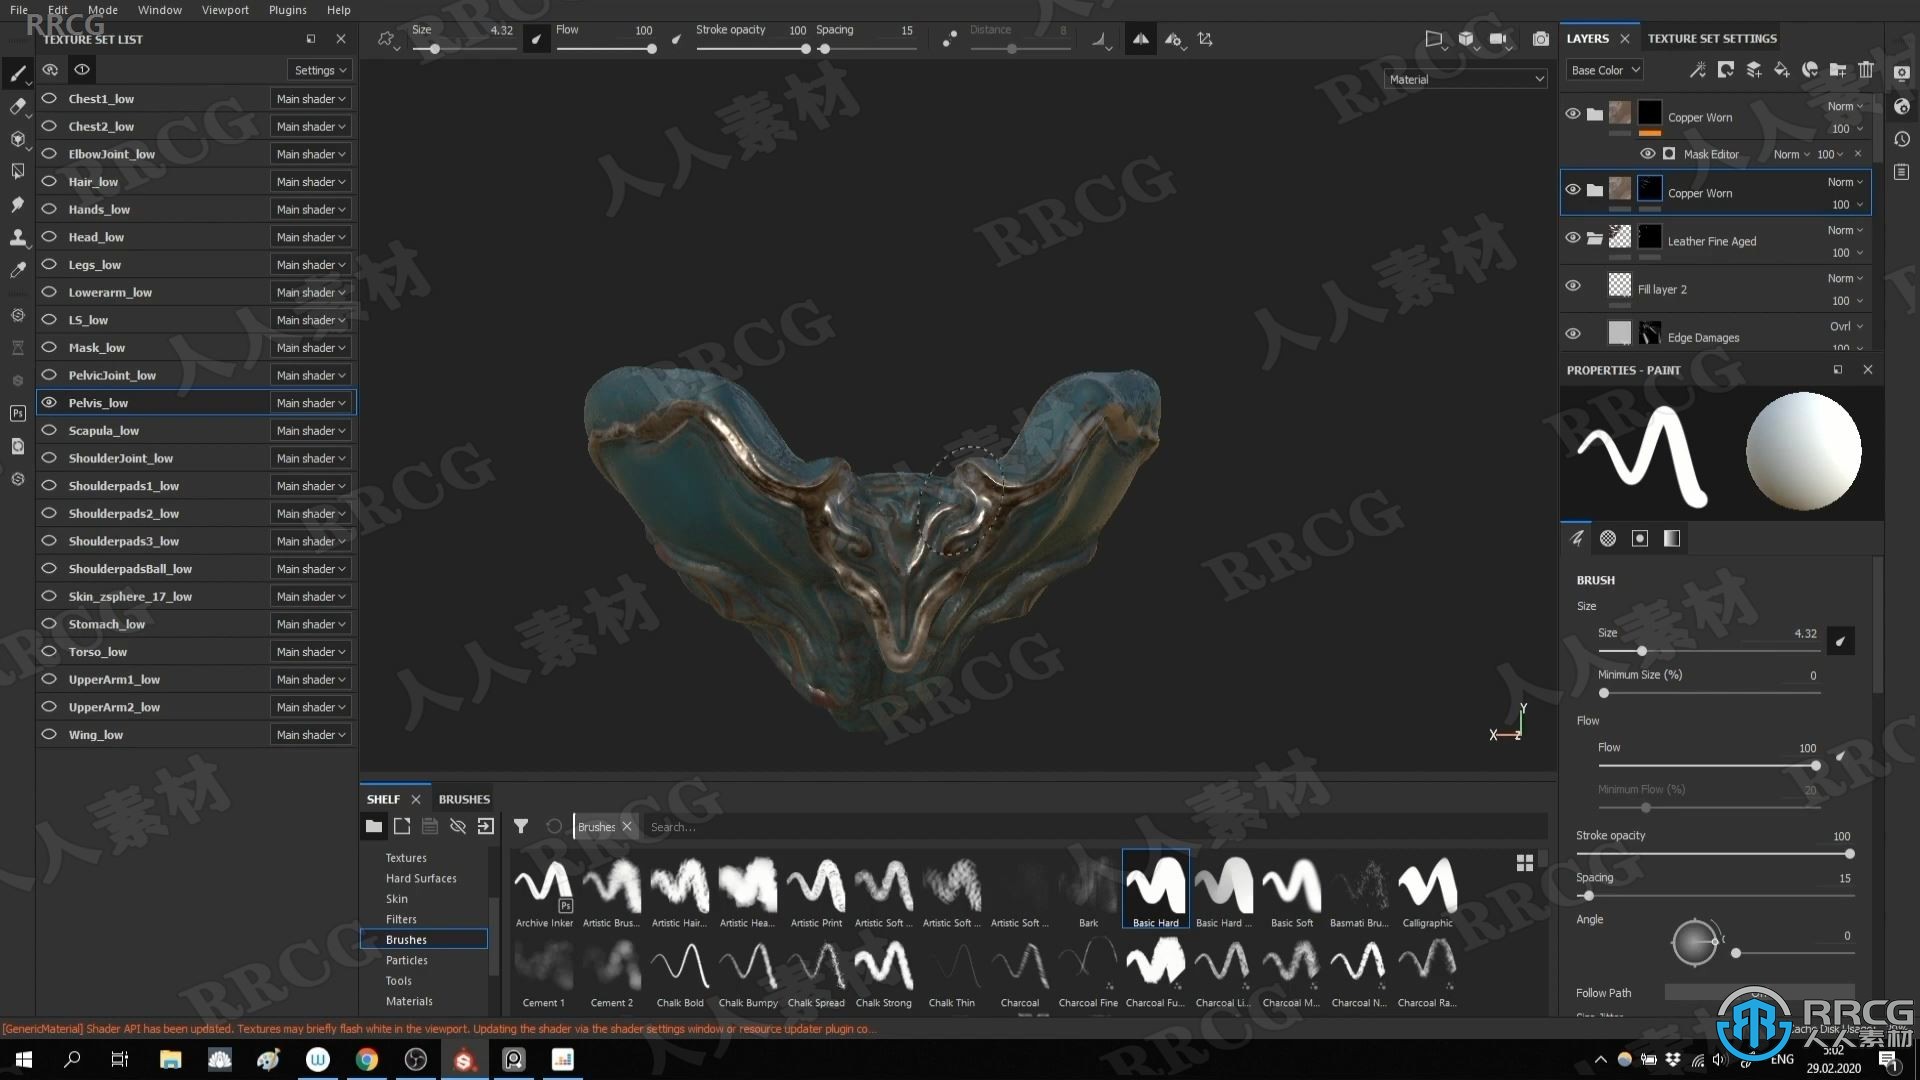 File Edit Mode Window Viewport Plugins Help
RRCG
TEXTURE SET LIST
Settings
Chest1_low Main shader
Chest2_low Main shader
ElbowJoint_low Main shader
Hair_low Main shader
Hands_low Main shader
Head_low Main shader
Legs_low Main shader
Lowerarm_low Main shader
LS_low Main shader
Mask_low Main shader
PelvicJoint_low Main shader
Pelvis_low Main shader
Scapula_low Main shader
ShoulderJoint_low Main shader
Shoulderpads1_low Main shader
Shoulderpads2_low Main shader
Shoulderpads3_low Main shader
ShoulderpadsBall_low Main shader
Skin_zsphere_17_low Main shader
Stomach_low Main shader
Torso_low Main shader
UpperArm1_low Main shader
UpperArm2_low Main shader
Wing_low Main shader
Size 4.32 Flow 100 Stroke opacity 100 Spacing 15 Distance 8
Material
Y
X Z
LAYERS TEXTURE SET SETTINGS
Base Color
Copper Worn Norm 100
Mask Editor Norm 100
Copper Worn Norm 100
Leather Fine Aged Norm 100
Fill layer 2 Norm 100
Edge Damages Ovrl 100
PROPERTIES - PAINT
BRUSH
Size
Size 4.32
Minimum Size (%) 0
Flow
Flow 100
Minimum Flow (%) 20
Stroke opacity 100
Spacing 15
Angle 0
Follow Path
SHELF BRUSHES
Brushes Search...
Textures
Hard Surfaces
Skin
Filters
Brushes
Particles
Tools
Materials
Archive Inker Artistic Brus... Artistic Hair... Artistic Hea... Artistic Print Artistic Soft ... Artistic Soft ... Artistic Soft ... Bark Basic Hard Basic Hard ... Basic Soft Basmati Bru... Calligraphic
Cement 1 Cement 2 Chalk Bold Chalk Bumpy Chalk Spread Chalk Strong Chalk Thin Charcoal Charcoal Fine Charcoal Fu... Charcoal Li... Charcoal M... Charcoal N... Charcoal Ra...
[GenericMaterial] Shader API has been updated. Textures may briefly flash white in the viewport. Updating the shader via the shader settings window or resource updater plugin co...
RRCG
人人素材
ENG 5:02
29.02.2020